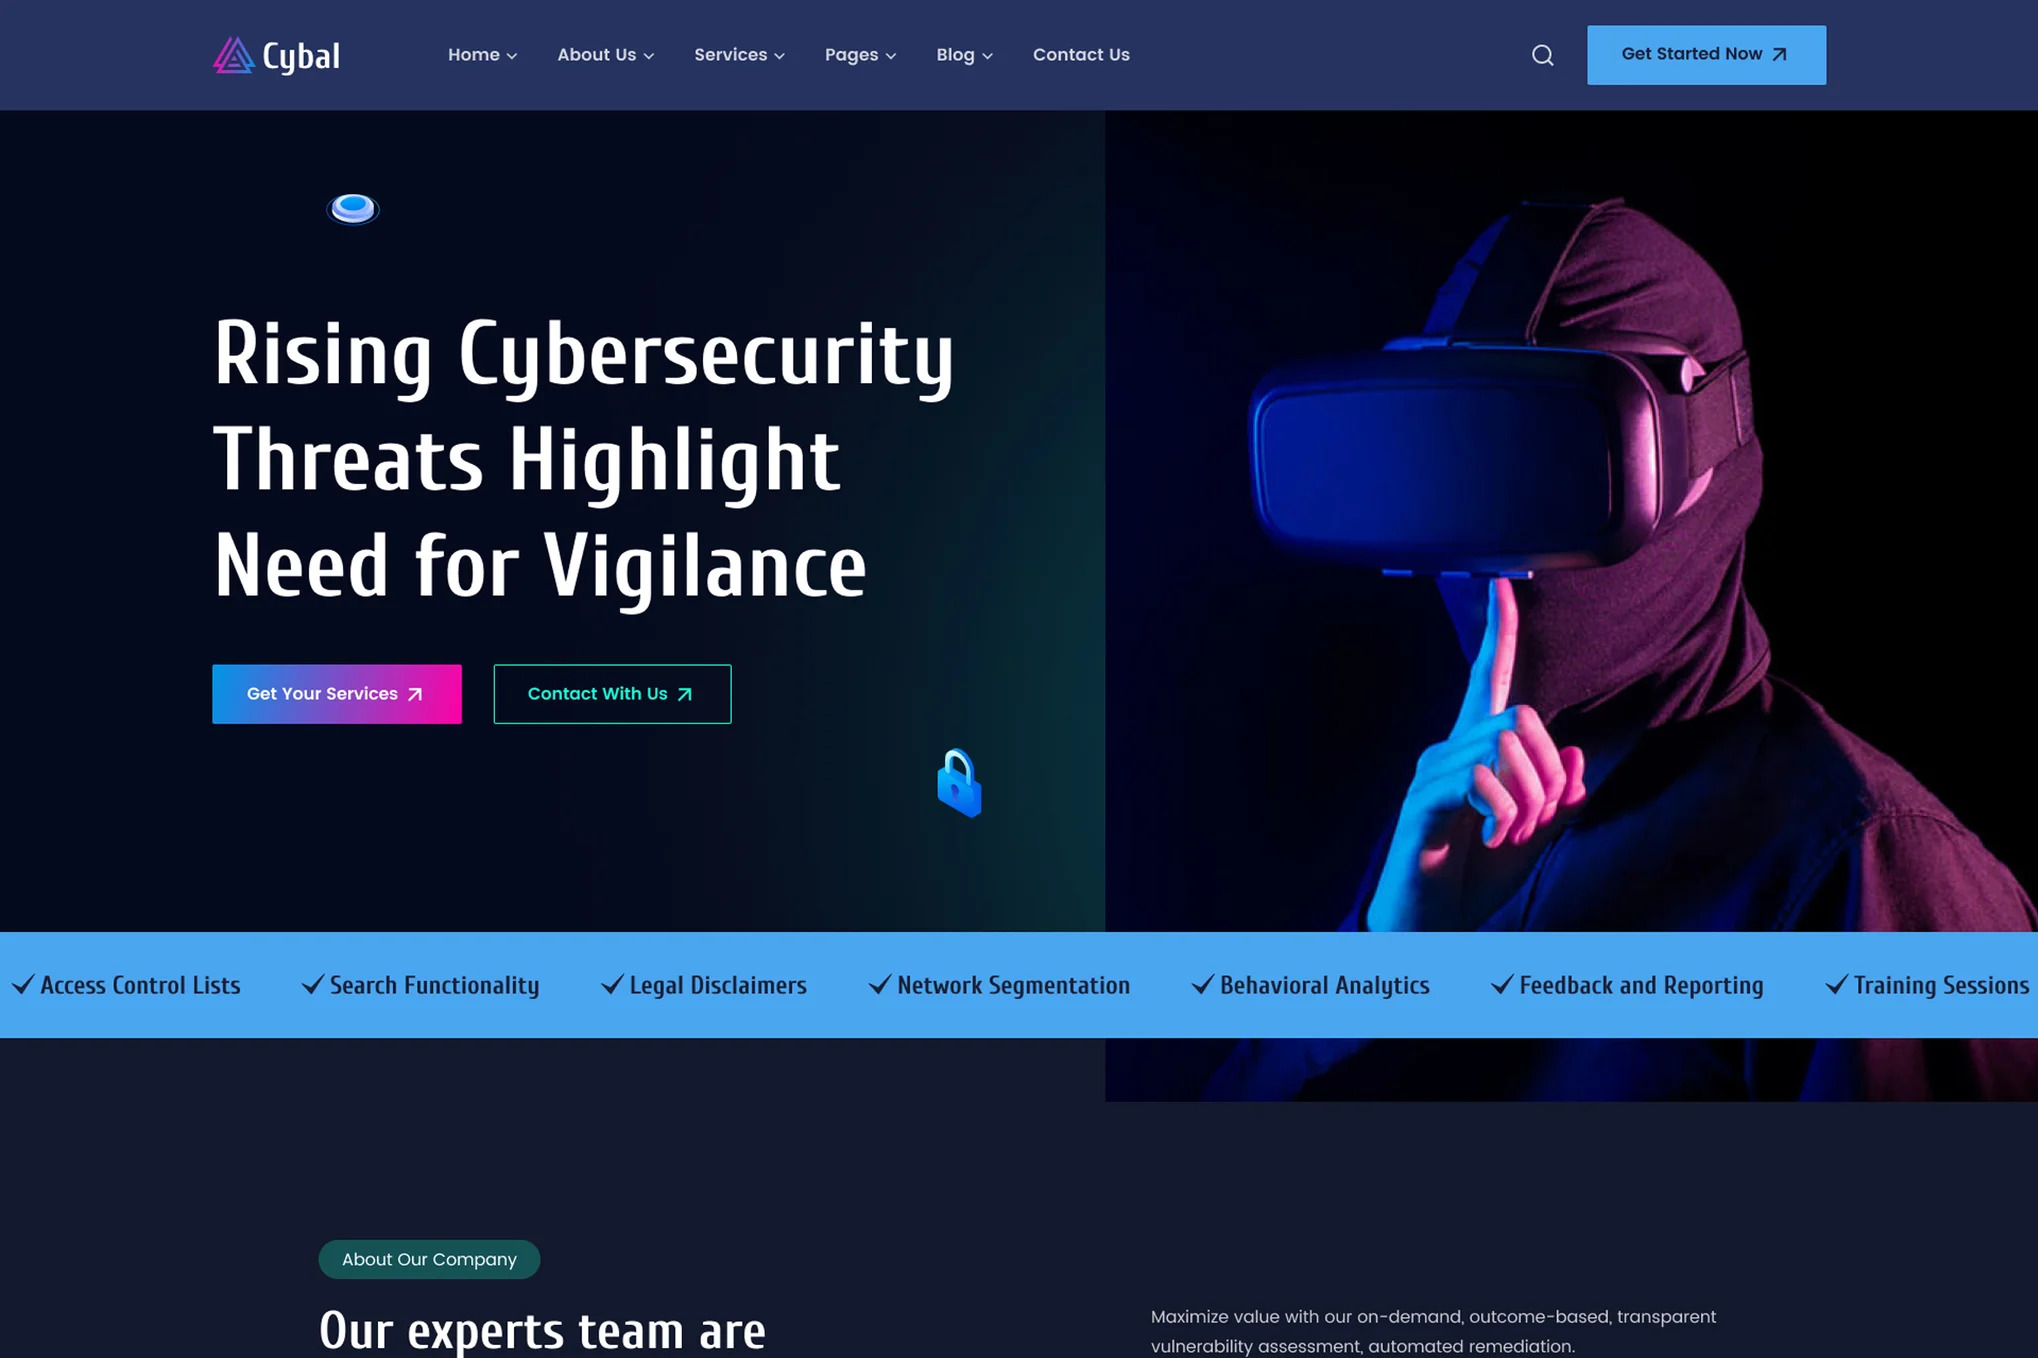 Cybal
Home
About Us
Services
Pages
Blog
Contact Us
Get Started Now
Rising Cybersecurity
Threats Highlight
Need for Vigilance
Get Your Services
Contact With Us
Access Control Lists
Search Functionality
Legal Disclaimers
Network Segmentation
Behavioral Analytics
Feedback and Reporting
Training Sessions
About Our Company
Our experts team are
Maximize value with our on-demand, outcome-based, transparent
vulnerability assessment, automated remediation.